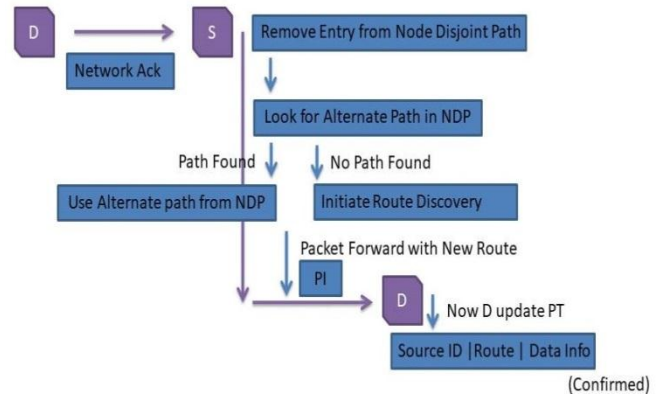 D
S
Remove Entry from Node Disjoint Path
Network Ack
Look for Alternate Path in NDP
Path Found
No Path Found
Use Alternate path from NDP
Initiate Route Discovery
Packet Forward with New Route
PI
D
Now D update PT
Source ID |Route | Data Info
(Confirmed)